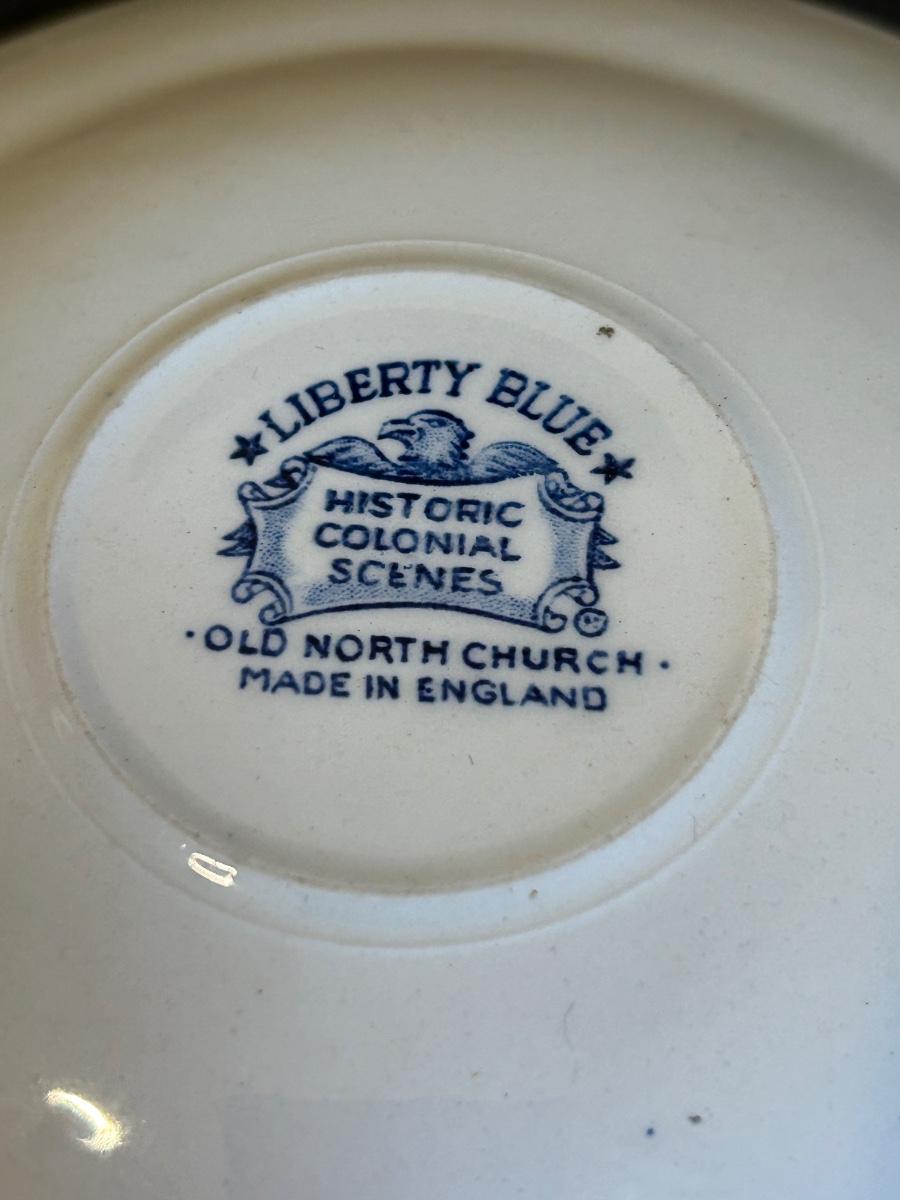 ★LIBERTY BLUE★
HISTORIC
COLONIAL
SCENES
·OLD NORTH CHURCH·
MADE IN ENGLAND